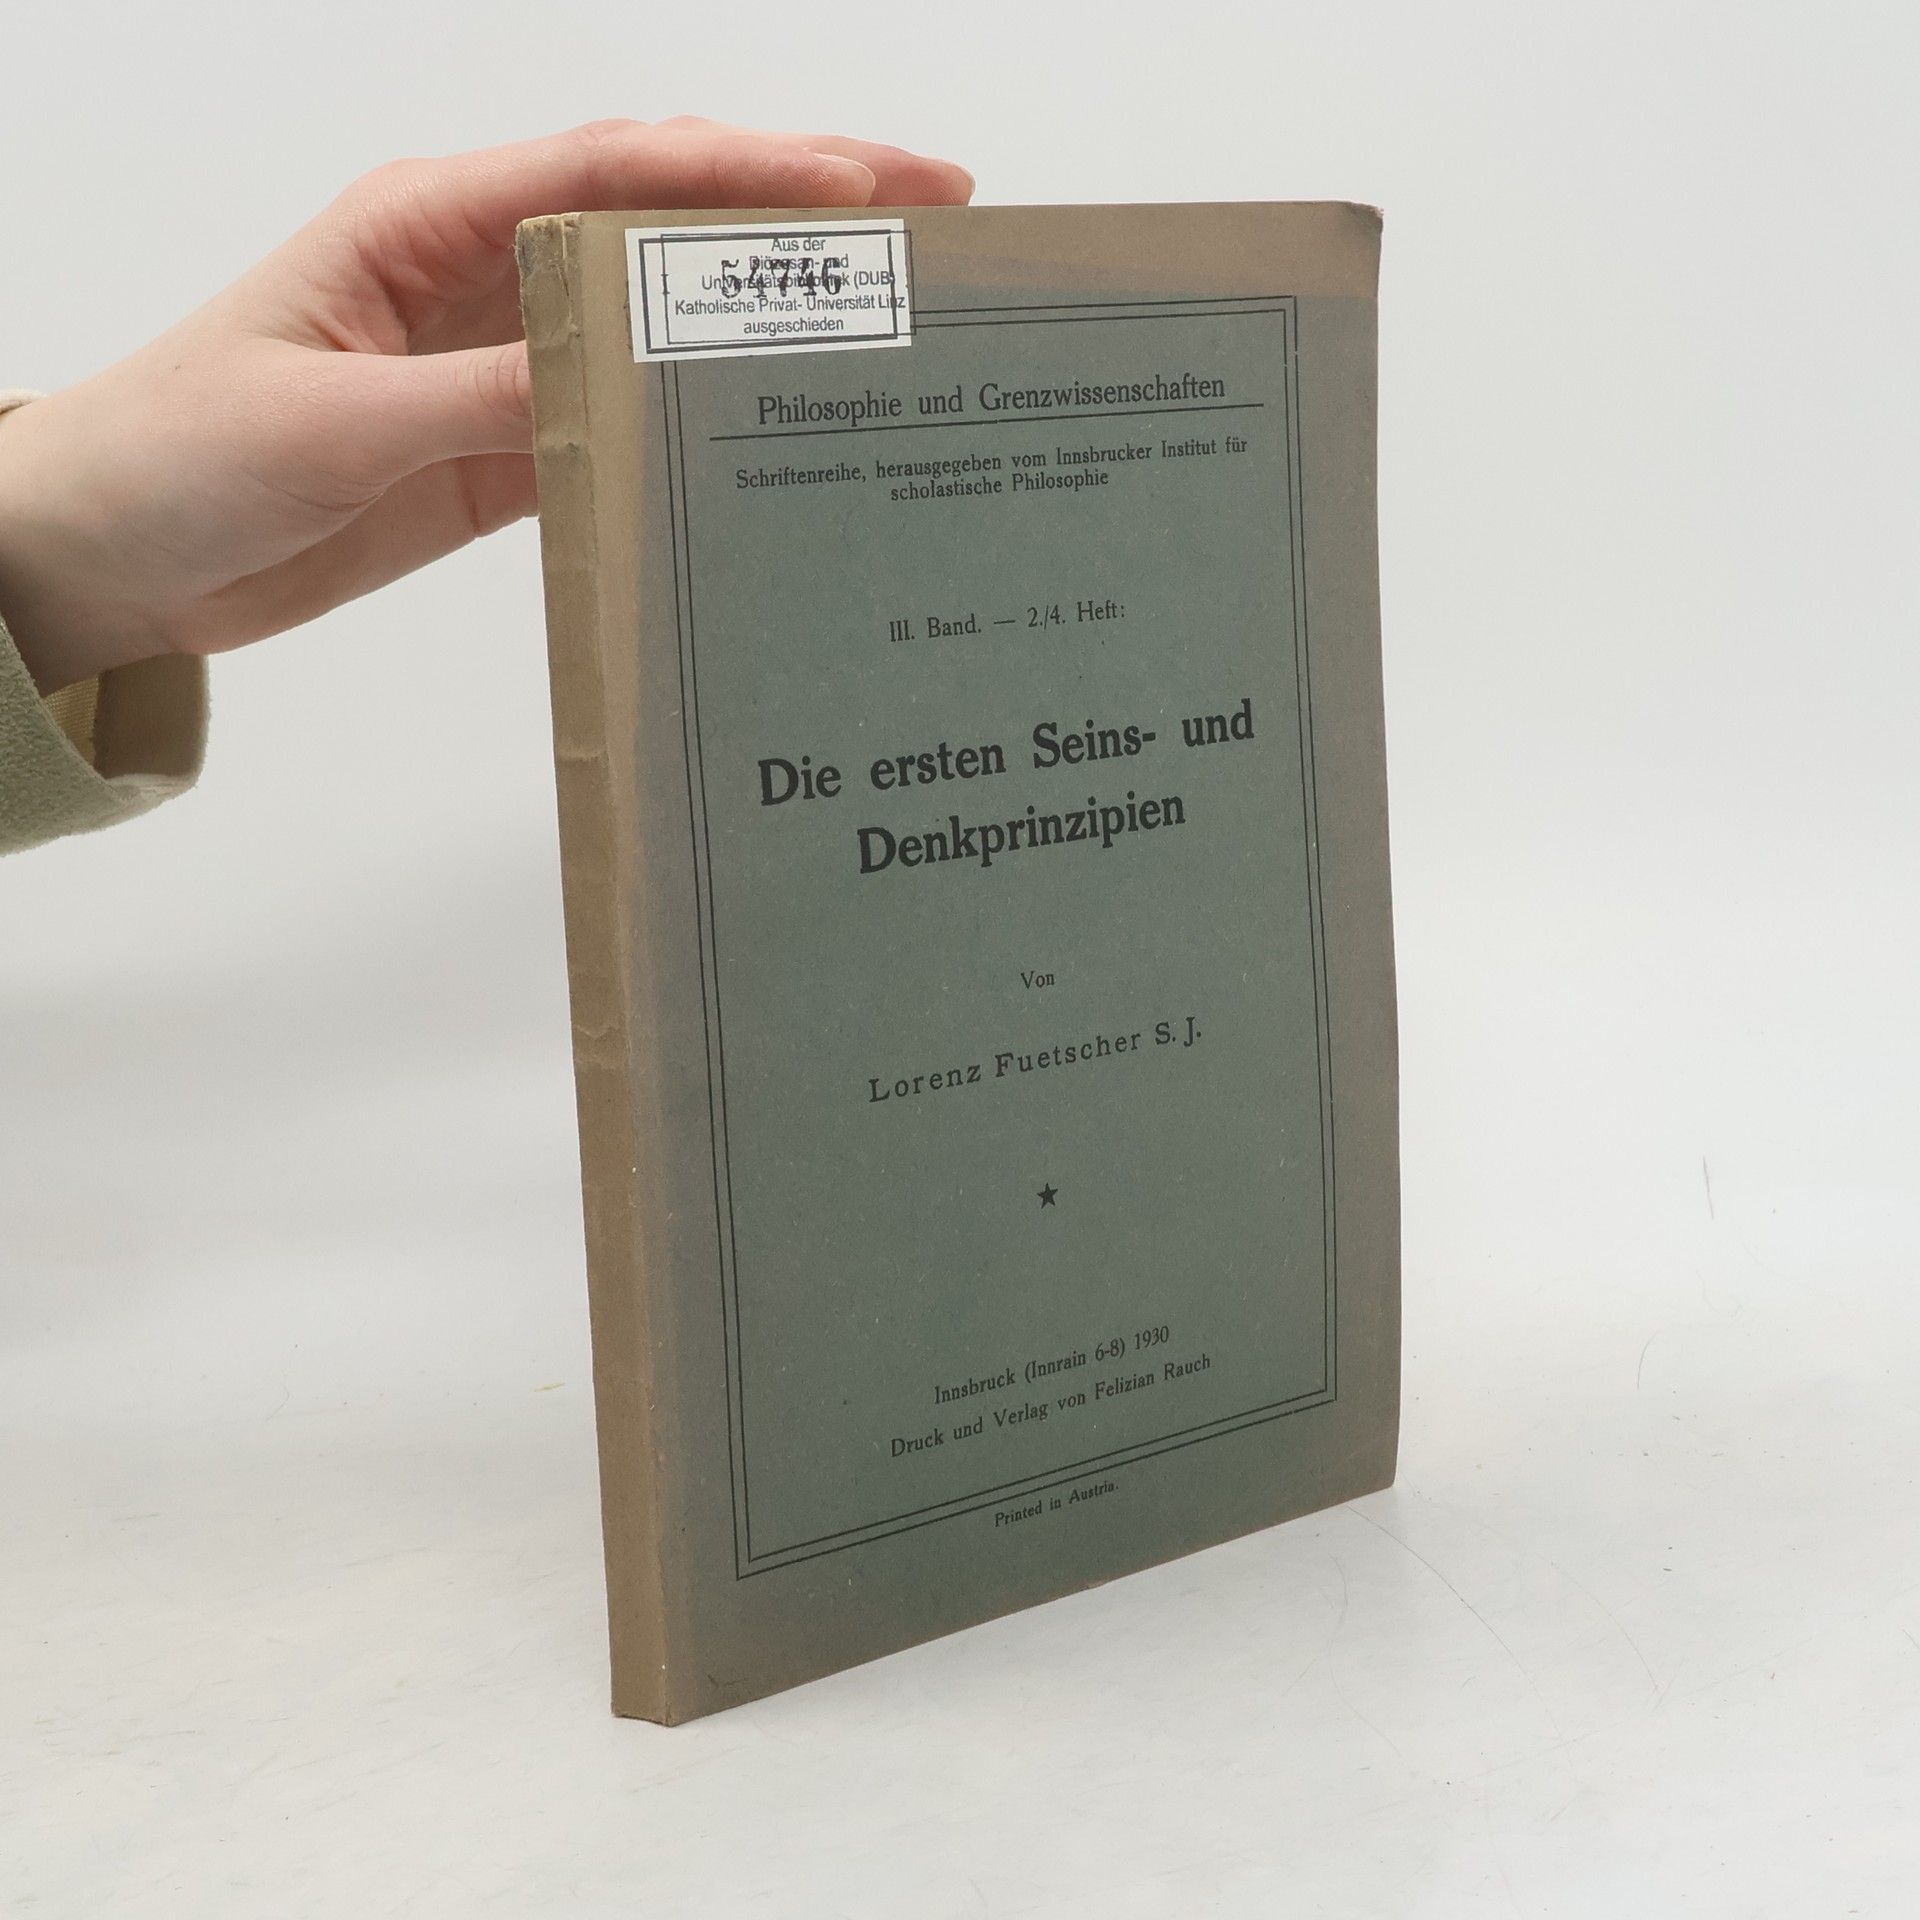 Aus der
Diözesan- und
I 54746
Universitätsbibliothek (DUB)
Katholische Privat- Universität Linz
ausgeschieden
Philosophie und Grenzwissenschaften
Schriftenreihe, herausgegeben vom Innsbrucker Institut für
scholastische Philosophie
III. Band. — 2./4. Heft:
Die ersten Seins- und
Denkprinzipien
Von
Lorenz Fuetscher S. J.
Innsbruck (Innrain 6-8) 1930
Druck und Verlag von Felizian Rauch
Printed in Austria.